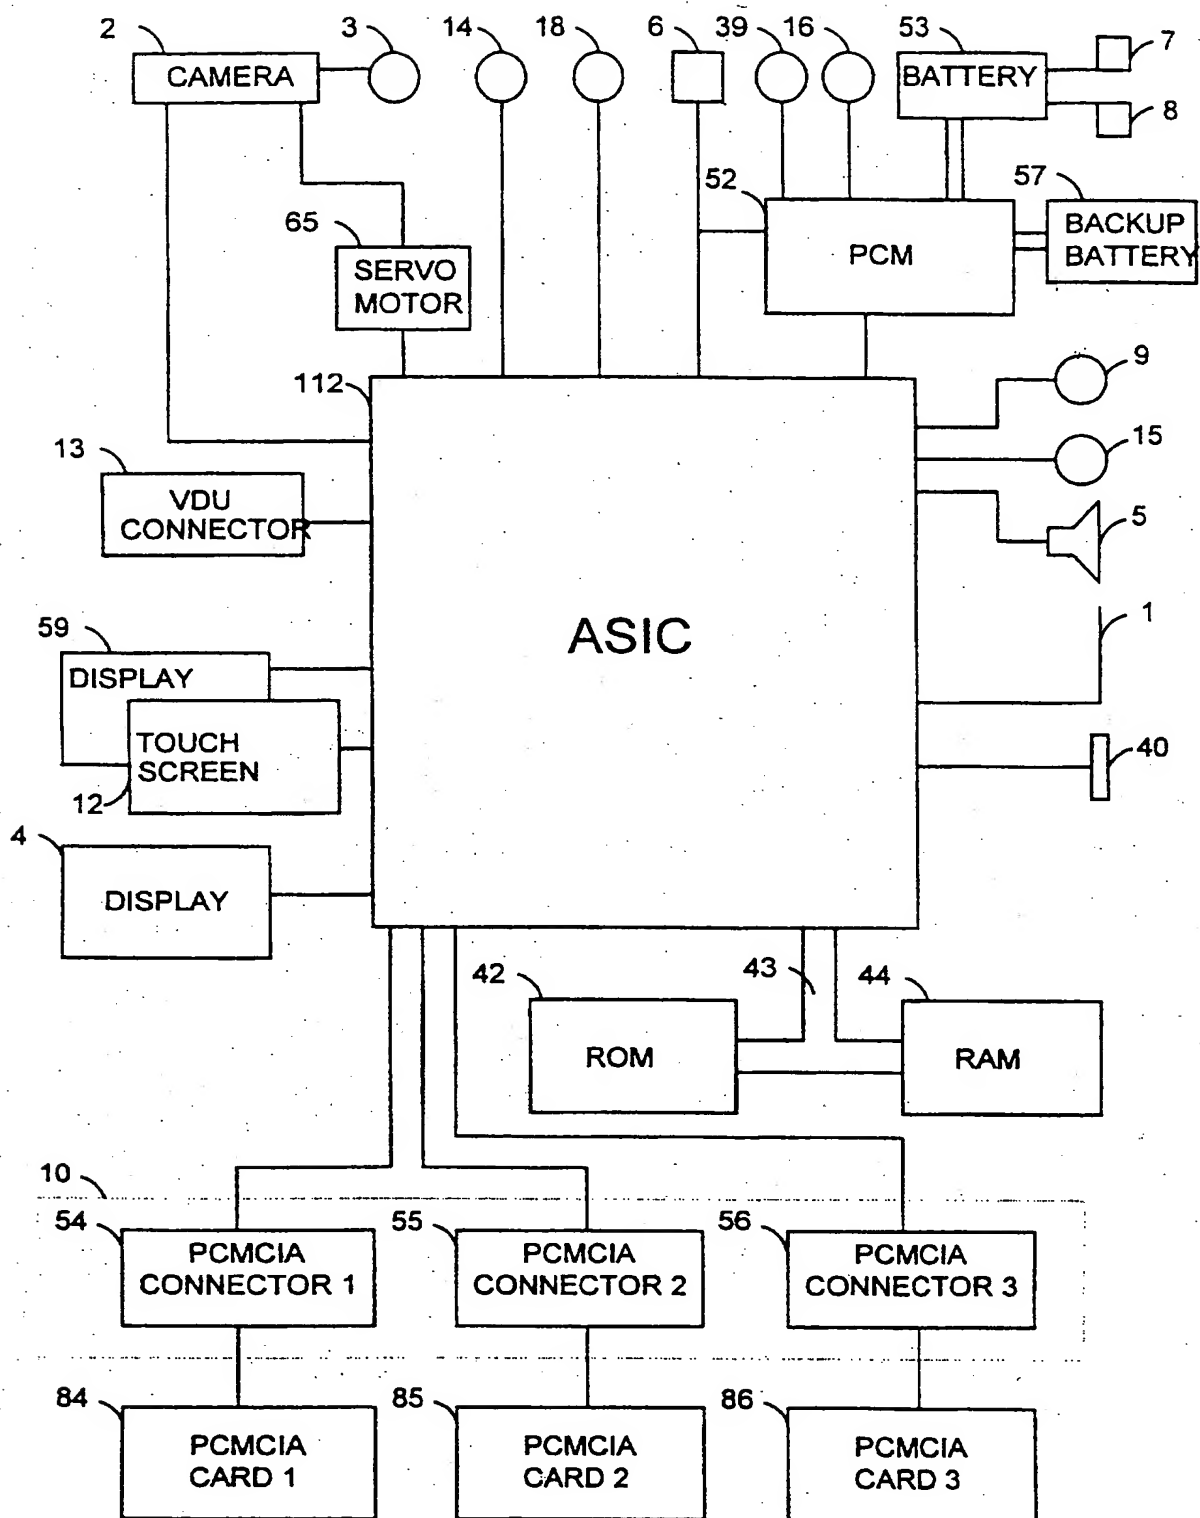 2
3
14
18
6
39
16
53
7
CAMERA
BATTERY
8
52
57
65
BACKUP
BATTERY
PCM
SERVO
MOTOR
112
9
13
15
VDU
CONNECTOR
5
59
ASIC
1
DISPLAY
TOUCH
SCREEN
12
40
4
DISPLAY
42
43
44
ROM
RAM
10
54
55
56
PCMCIA
CONNECTOR 1
PCMCIA
CONNECTOR 2
PCMCIA
CONNECTOR 3
84
85
86
PCMCIA
CARD 1
PCMCIA
CARD 2
PCMCIA
CARD 3